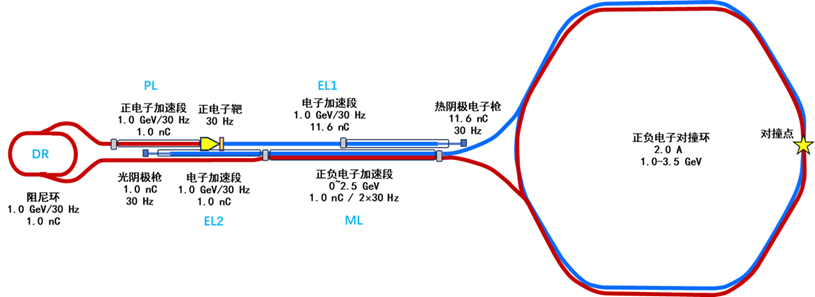 PL
正电子加速段
1.0 GeV/30 Hz
1.0 nC
正电子靶
30 Hz
EL1
电子加速段
1.0 GeV/30 Hz
11.6 nC
热阴极电子枪
11.6 nC
30 Hz
DR
阻尼环
1.0 GeV/30 Hz
1.0 nC
光阴极枪
1.0 nC
30 Hz
电子加速段
1.0 GeV/30 Hz
1.0 nC
EL2
正负电子加速段
0~2.5 GeV
1.0 nC / 2×30 Hz
ML
正负电子对撞环
2.0 A
1.0-3.5 GeV
对撞点